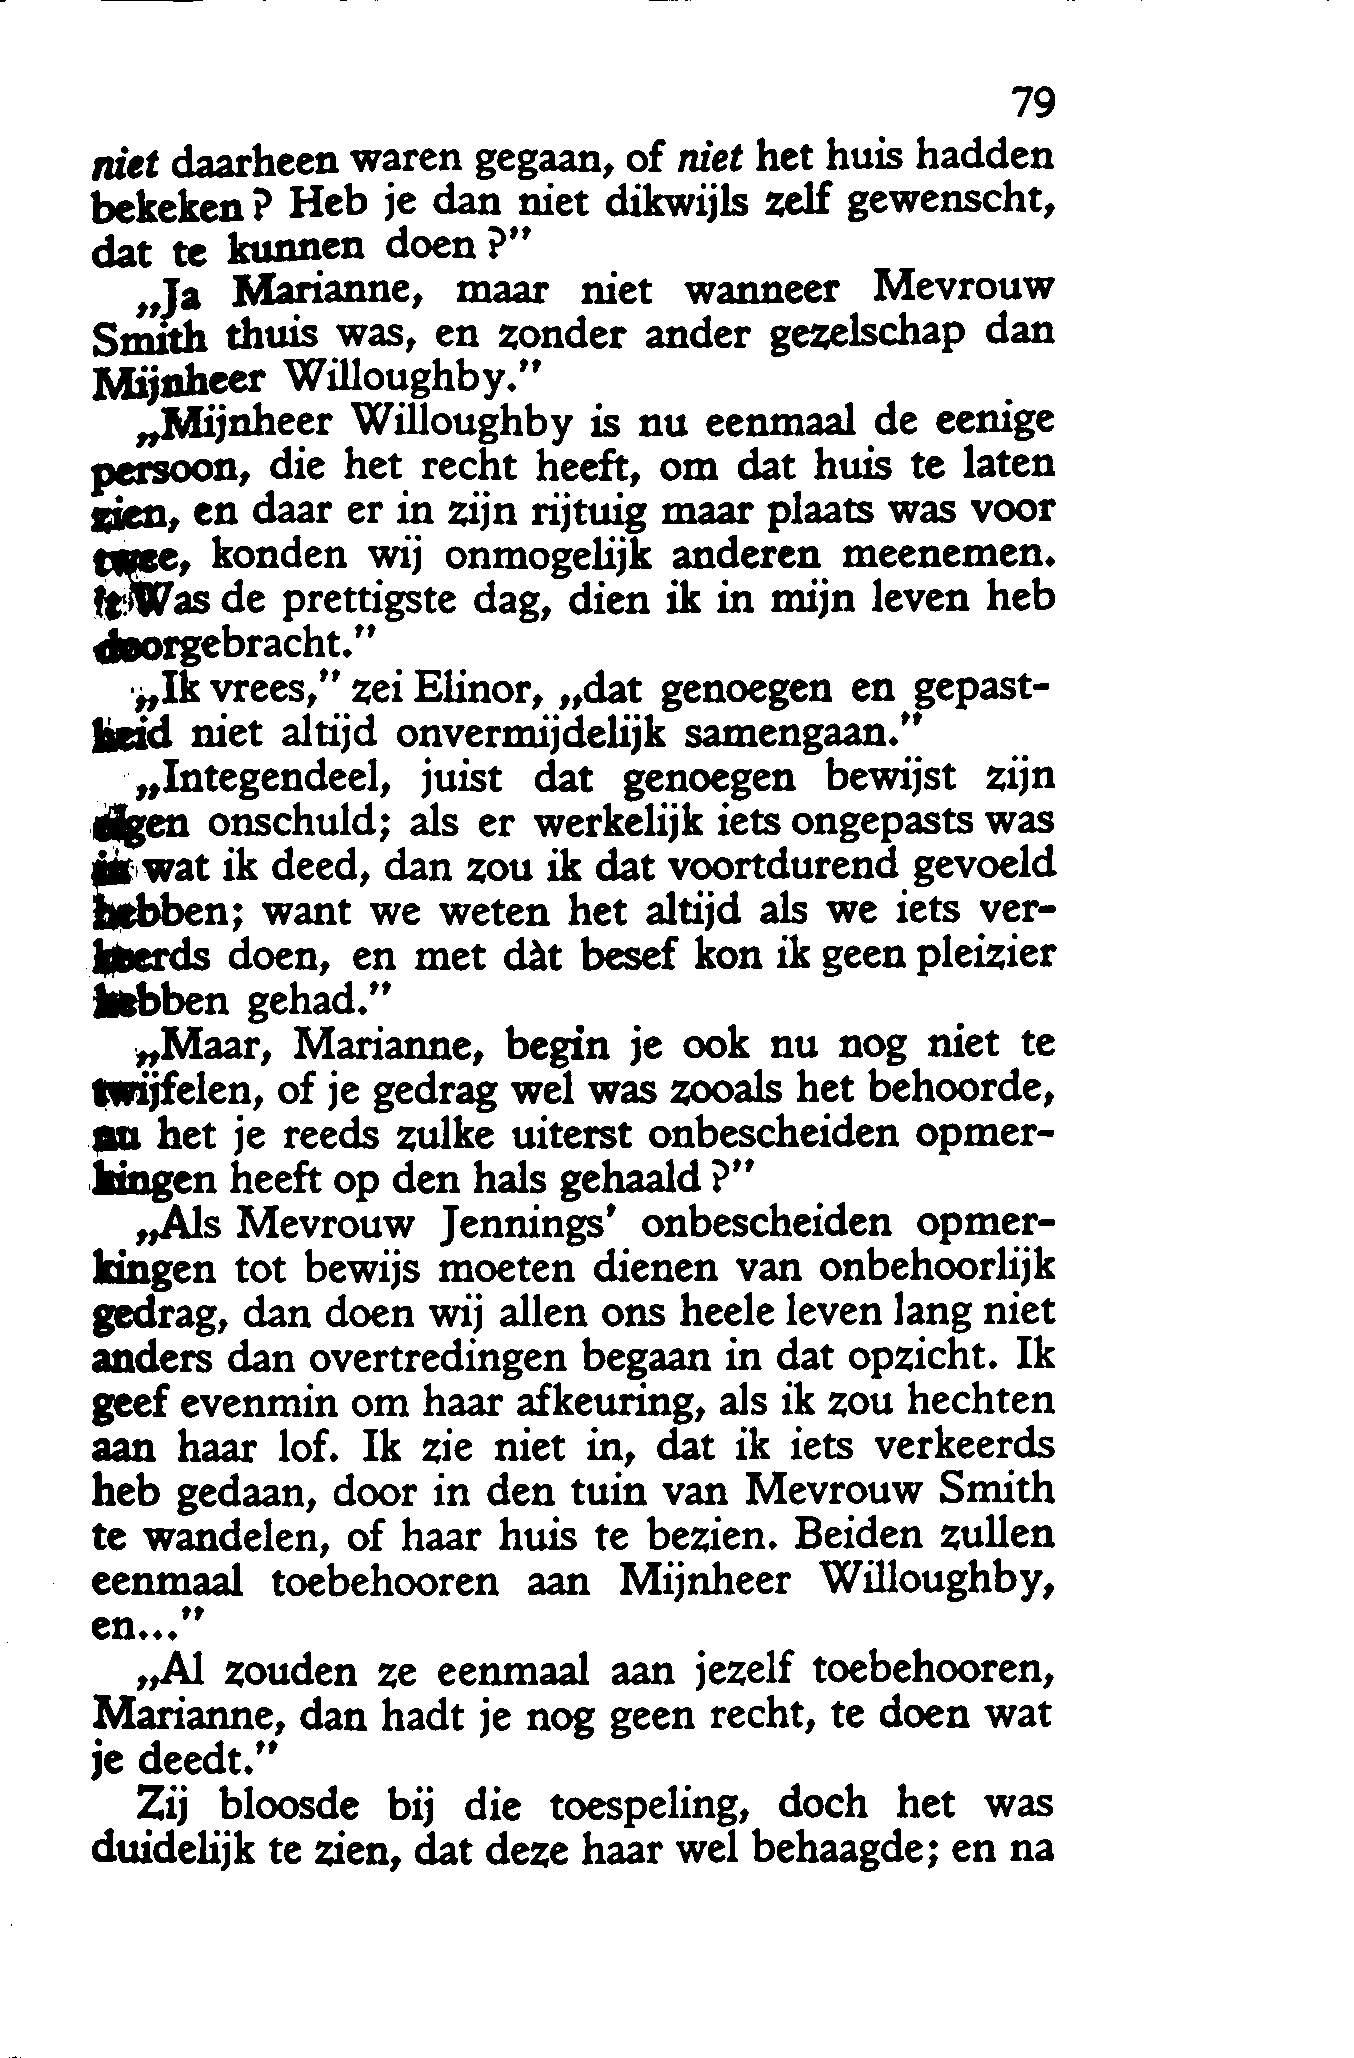 79
niet daarheen waren gegaan, of niet het huis hadden
bekeken? Heb je dan niet dikwijls zelf gewenscht,
dat te kunnen doen?”
„Ja Marianne, maar niet wanneer Mevrouw
Smith thuis was, en zonder ander gezelschap dan
Mijnheer Willoughby.”
„Mijnheer Willoughby is nu eenmaal de eenige
persoon, die het recht heeft, om dat huis te laten
zien, en daar er in zijn rijtuig maar plaats was voor
twee, konden wij onmogelijk anderen meenemen.
't Was de prettigste dag, dien ik in mijn leven heb
doorgebracht.”
„Ik vrees,” zei Elinor, „dat genoegen en gepast-
heid niet altijd onvermijdelijk samengaan.”
„Integendeel, juist dat genoegen bewijst zijn
eigen onschuld; als er werkelijk iets ongepasts was
in wat ik deed, dan zou ik dat voortdurend gevoeld
hebben; want we weten het altijd als we iets ver-
keerds doen, en met dàt besef kon ik geen pleizier
hebben gehad.”
„Maar, Marianne, begin je ook nu nog niet te
twijfelen, of je gedrag wel was zooals het behoorde,
nu het je reeds zulke uiterst onbescheiden opmer-
kingen heeft op den hals gehaald?”
„Als Mevrouw Jennings' onbescheiden opmer-
kingen tot bewijs moeten dienen van onbehoorlijk
gedrag, dan doen wij allen ons heele leven lang niet
anders dan overtredingen begaan in dat opzicht. Ik
geef evenmin om haar afkeuring, als ik zou hechten
aan haar lof. Ik zie niet in, dat ik iets verkeerds
heb gedaan, door in den tuin van Mevrouw Smith
te wandelen, of haar huis te bezien. Beiden zullen
eenmaal toebehooren aan Mijnheer Willoughby,
en...”
„Al zouden ze eenmaal aan jezelf toebehooren,
Marianne, dan hadt je nog geen recht, te doen wat
je deedt.”
Zij bloosde bij die toespeling, doch het was
duidelijk te zien, dat deze haar wel behaagde; en na